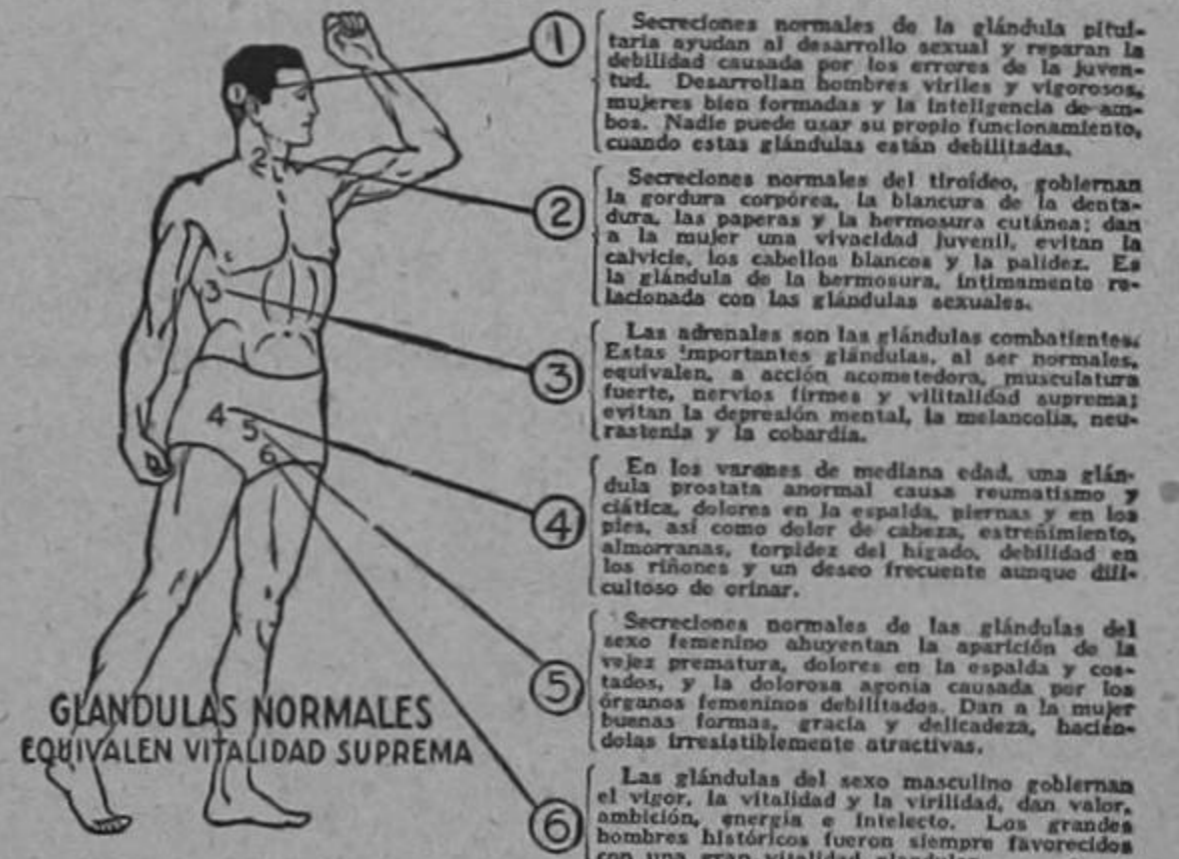 1
Secreciones normales de la glándula pitui-
taria ayudan al desarrollo sexual y reparan la
debilidad causada por los errores de la juven-
tud. Desarrollan hombres viriles y vigorosos,
mujeres bien formadas y la inteligencia de am-
bos. Nadie puede usar su propio funcionamiento,
cuando estas glándulas están debilitadas.
2
Secreciones normales del tiroídeo, gobiernan
la gordura corpórea, la blancura de la denta-
dura, las paperas y la hermosura cutánea; dan
a la mujer una vivacidad juvenil, evitan la
calvicie, los cabellos blancos y la palidez. Es
la glándula de la hermosura, íntimamente re-
lacionada con las glándulas sexuales.
3
Las adrenales son las glándulas combatientes.
Estas importantes glándulas, al ser normales,
equivalen, a acción acometedora, musculatura
fuerte, nervios firmes y vilitalidad suprema;
evitan la depresión mental, la melancolía, neu-
rastenia y la cobardía.
4
En los varones de mediana edad, una glán-
dula prostata anormal causa reumatismo y
ciática, dolores en la espalda, piernas y en los
pies, así como dolor de cabeza, estreñimiento,
almorranas, torpidez del hígado, debilidad en
los riñones y un deseo frecuente aunque difi-
cultoso de orinar.
5
Secreciones normales de las glándulas del
sexo femenino ahuyentan la aparición de la
vejez prematura, dolores en la espalda y cos-
tados, y la dolorosa agonía causada por los
órganos femeninos debilitados. Dan a la mujer
buenas formas, gracia y delicadeza, hacién-
dolas irresistiblemente atractivas.
6
Las glándulas del sexo masculino gobiernan
el vigor, la vitalidad y la virilidad, dan valor,
ambición, energía e intelecto. Los grandes
hombres históricos fueron siempre favorecidos
con una gran vitalidad
1
2
3
4
5
6
GLANDULAS NORMALES
EQUIVALEN VITALIDAD SUPREMA